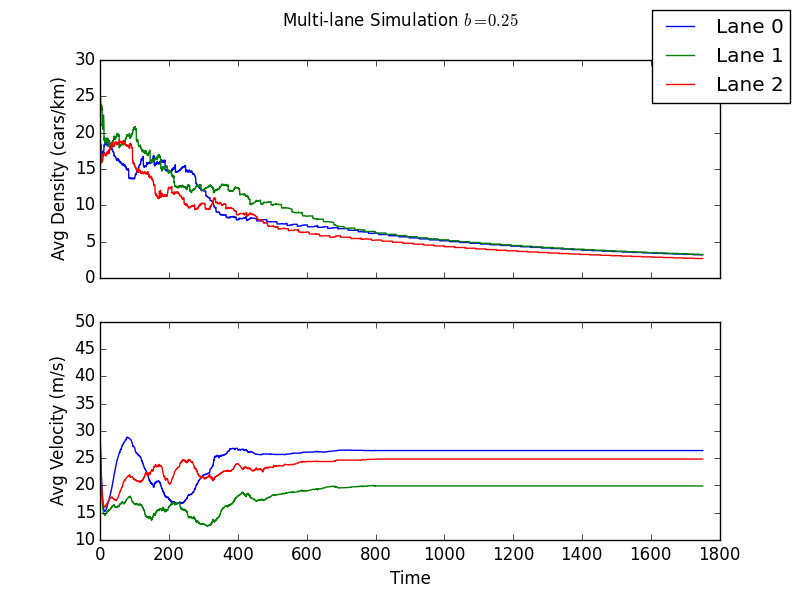 Multi-lane Simulation b = 0.25
Lane 0
Lane 1
Lane 2
Avg Density (cars/km)
30
25
20
15
10
5
0
Avg Velocity (m/s)
50
45
40
35
30
25
20
15
10
0 200 400 600 800 1000 1200 1400 1600 1800
Time